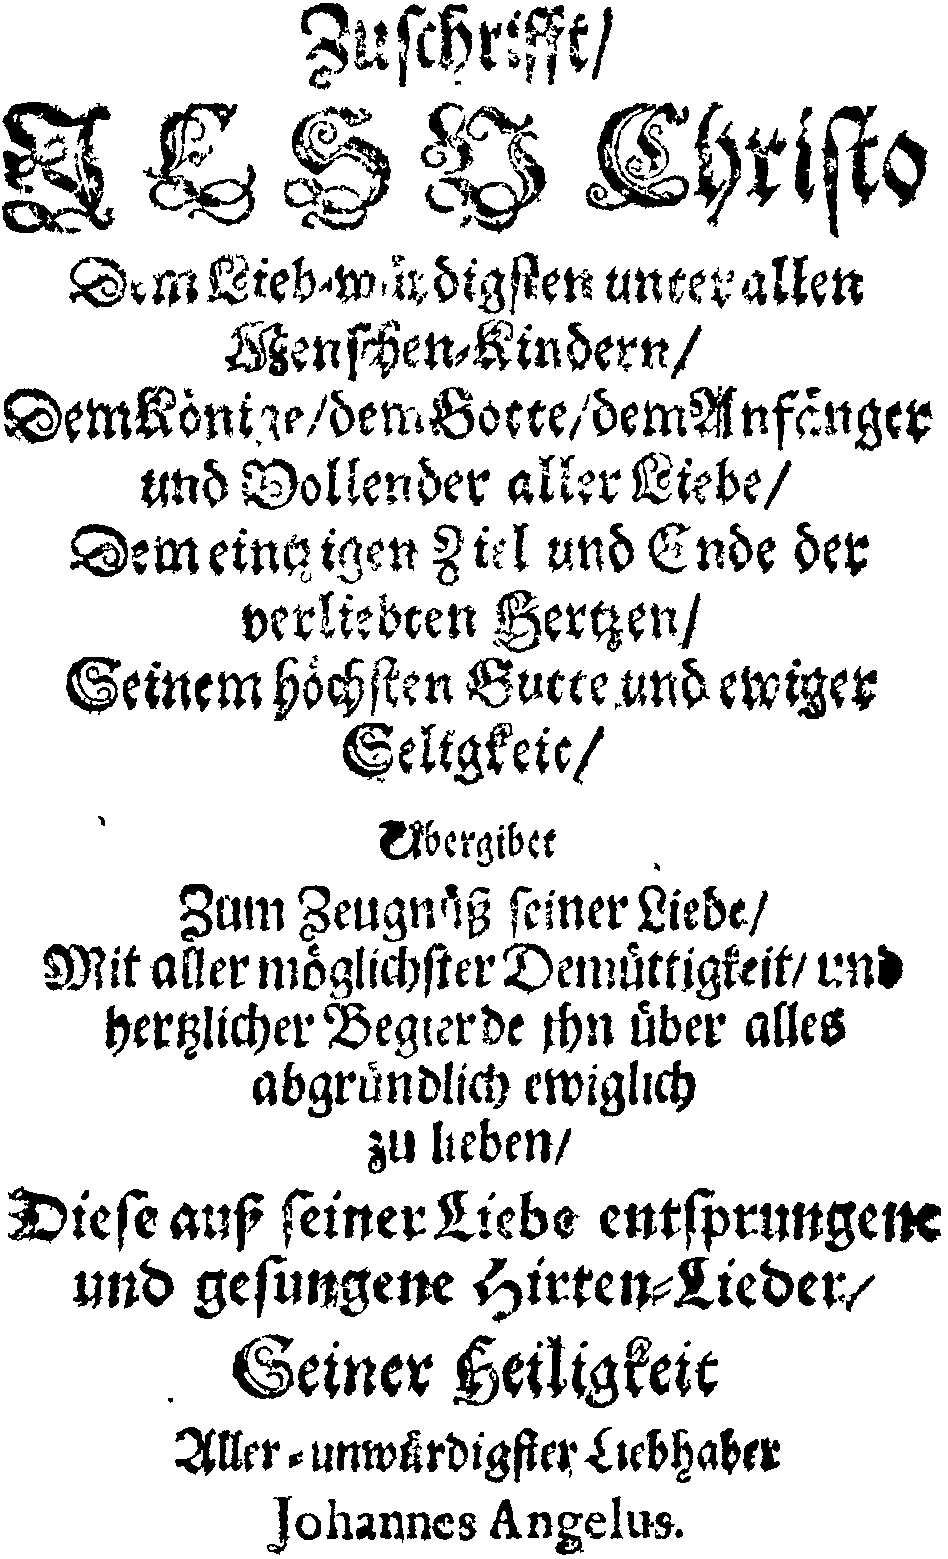 Zuschrifft/
JESU Christo
Dem Lieb-würdigsten unter allen
Menschen-Kindern/
Dem Könige/ dem Gotte/ dem Anfänger
und Vollender aller Liebe/
Dem eintzigen Ziel und Ende der
verliebten Hertzen/
Seinem höchsten Gutte und ewiger
Seligkeit/
Ubergibet
Zum Zeugnüß seiner Liebe/
Mit aller möglichster Demüttigkeit/ und
hertzlicher Begierde ihn über alles
abgründlich ewiglich
zu lieben/
Diese auß seiner Liebe entsprungene
und gesungene Hirten-Lieder/
Seiner Heiligkeit
Aller-unwürdigster Liebhaber
Johannes Angelus.